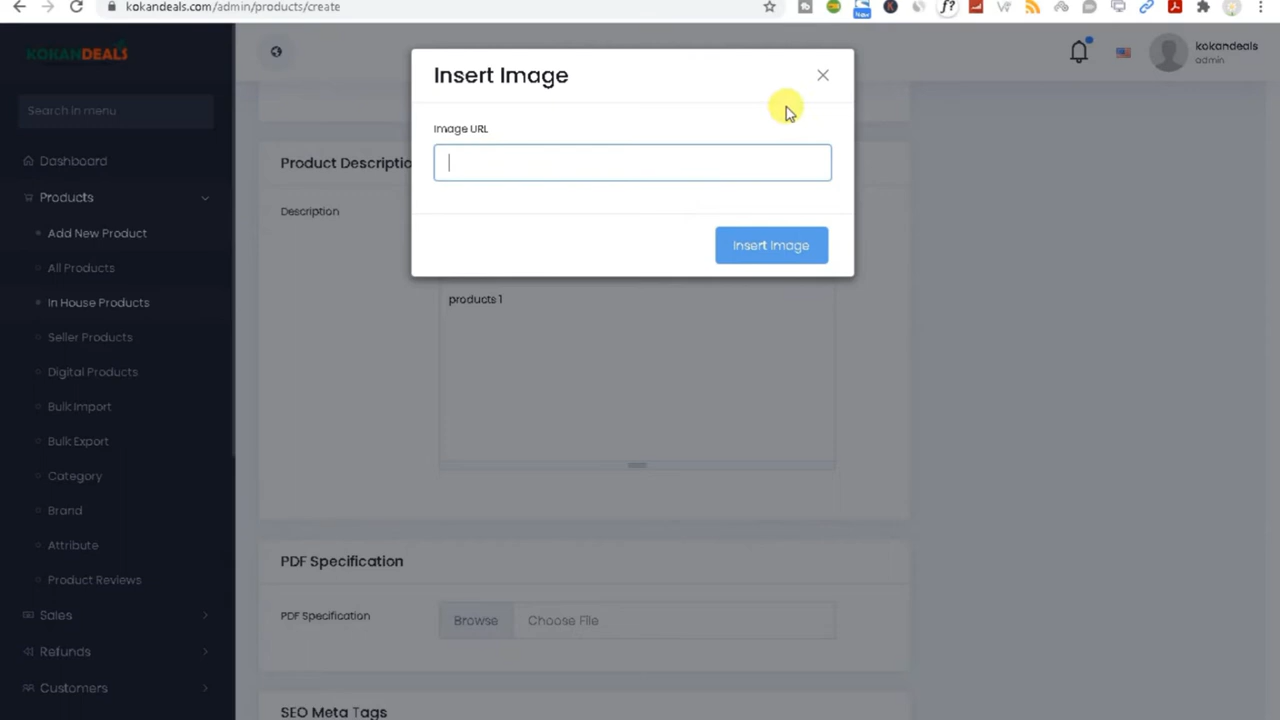 kokandeals.com/admin/products/create
New
f?
KOKANDEALS
kokandeals
admin
Search in menu
Dashboard
Products
Add New Product
All Products
In House Products
Seller Products
Digital Products
Bulk Import
Bulk Export
Category
Brand
Attribute
Product Reviews
Sales
Refunds
Customers
Insert Image
Image URL
Insert Image
Product Descriptio
Description
products 1
PDF Specification
PDF Specification
Browse
Choose File
SEO Meta Tags